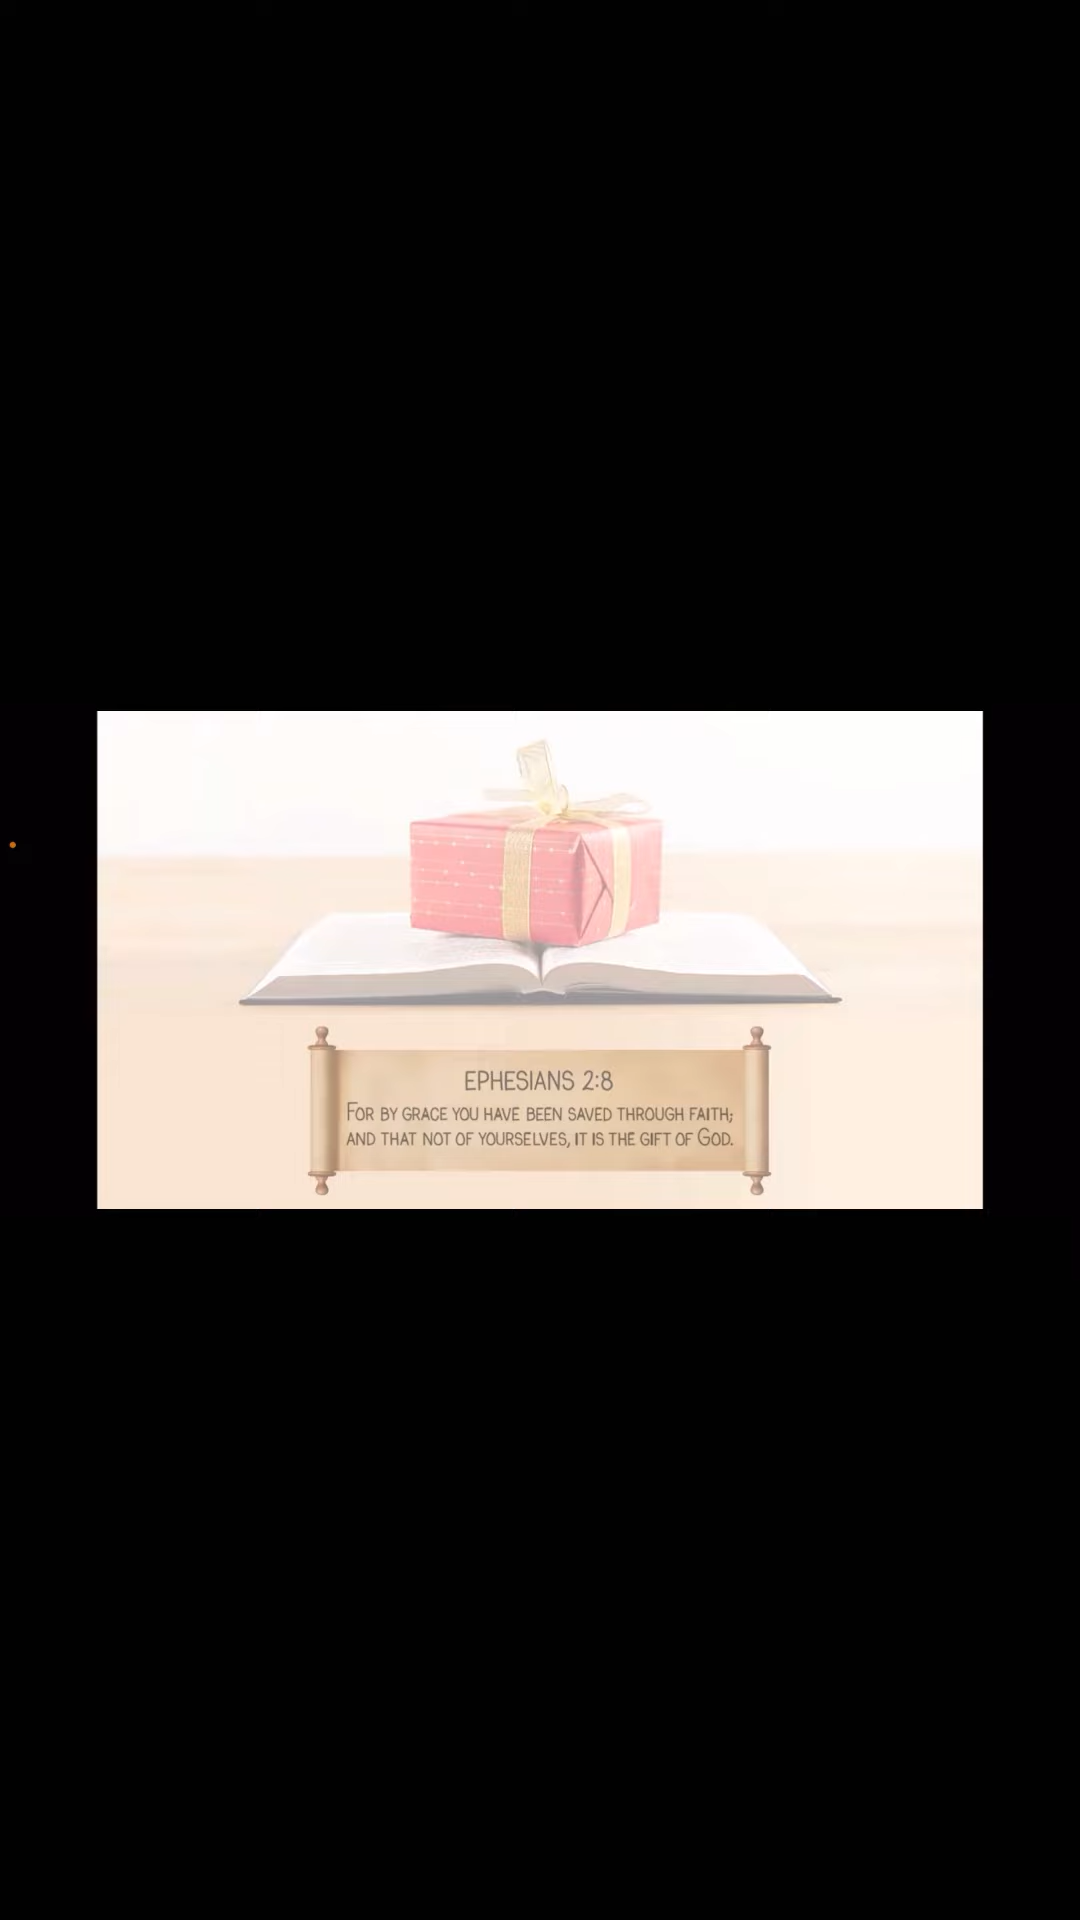 EPHESIANS 2:8
FOR BY GRACE YOU HAVE BEEN SAVED THROUGH FAITH;
AND THAT NOT OF YOURSELVES, IT IS THE GIFT OF GOD.